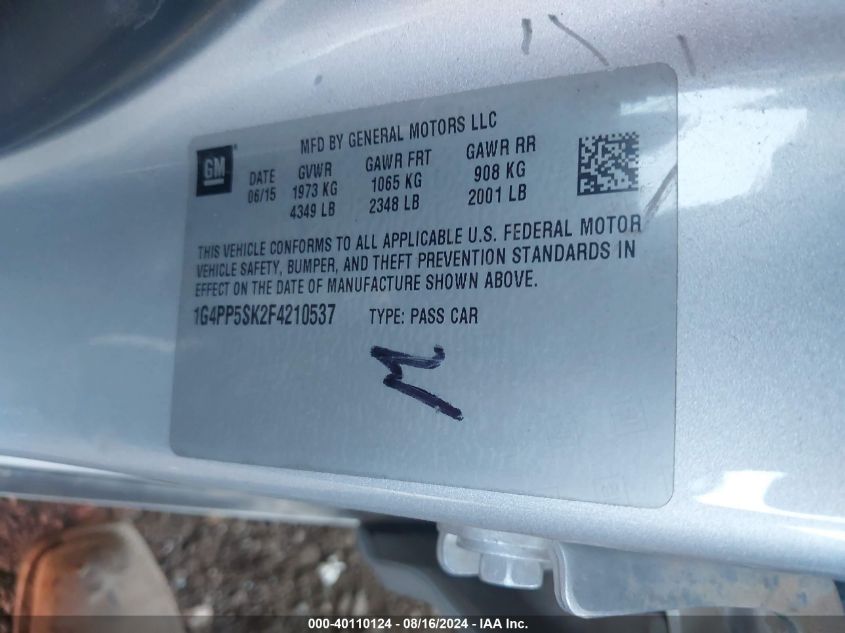 MFD BY GENERAL MOTORS LLC
GM
DATE GVWR GAWR FRT GAWR RR
06/15 1973 KG 1065 KG 908 KG
4349 LB 2348 LB 2001 LB
THIS VEHICLE CONFORMS TO ALL APPLICABLE U.S. FEDERAL MOTOR
VEHICLE SAFETY, BUMPER, AND THEFT PREVENTION STANDARDS IN
EFFECT ON THE DATE OF MANUFACTURE SHOWN ABOVE.
1G4PP5SK2F4210537 TYPE: PASS CAR
000-40110124 - 08/16/2024 - IAA Inc.